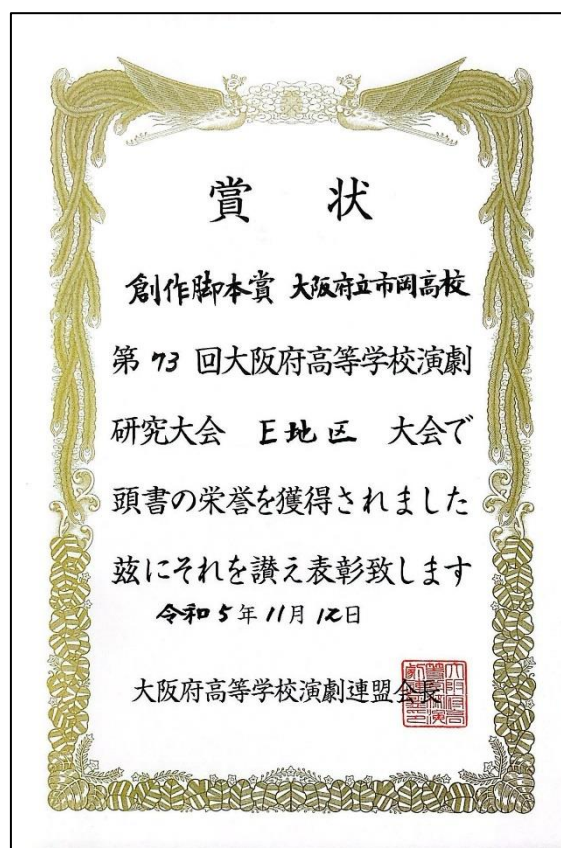 賞 状
創作脚本賞 大阪府立市岡高校
第73回大阪府高等学校演劇
研究大会 E地区 大会で
頭書の栄誉を獲得されました
茲にそれを讃え表彰致します
令和5年11月12日
大阪府高等学校演劇連盟会長